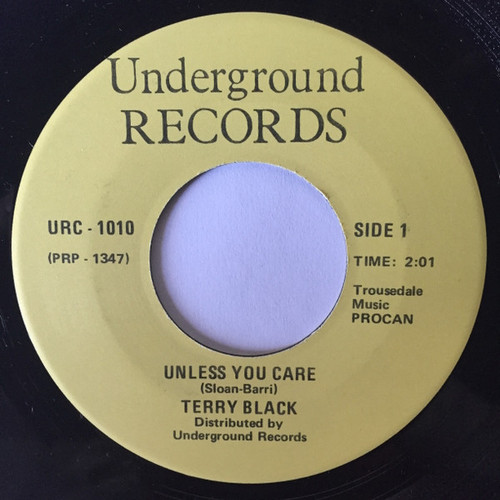 Underground
RECORDS
URC - 1010
(PRP - 1347)
SIDE 1
TIME: 2:01
Trousedale
Music
PROCAN
UNLESS YOU CARE
(Sloan-Barri)
TERRY BLACK
Distributed by
Underground Records